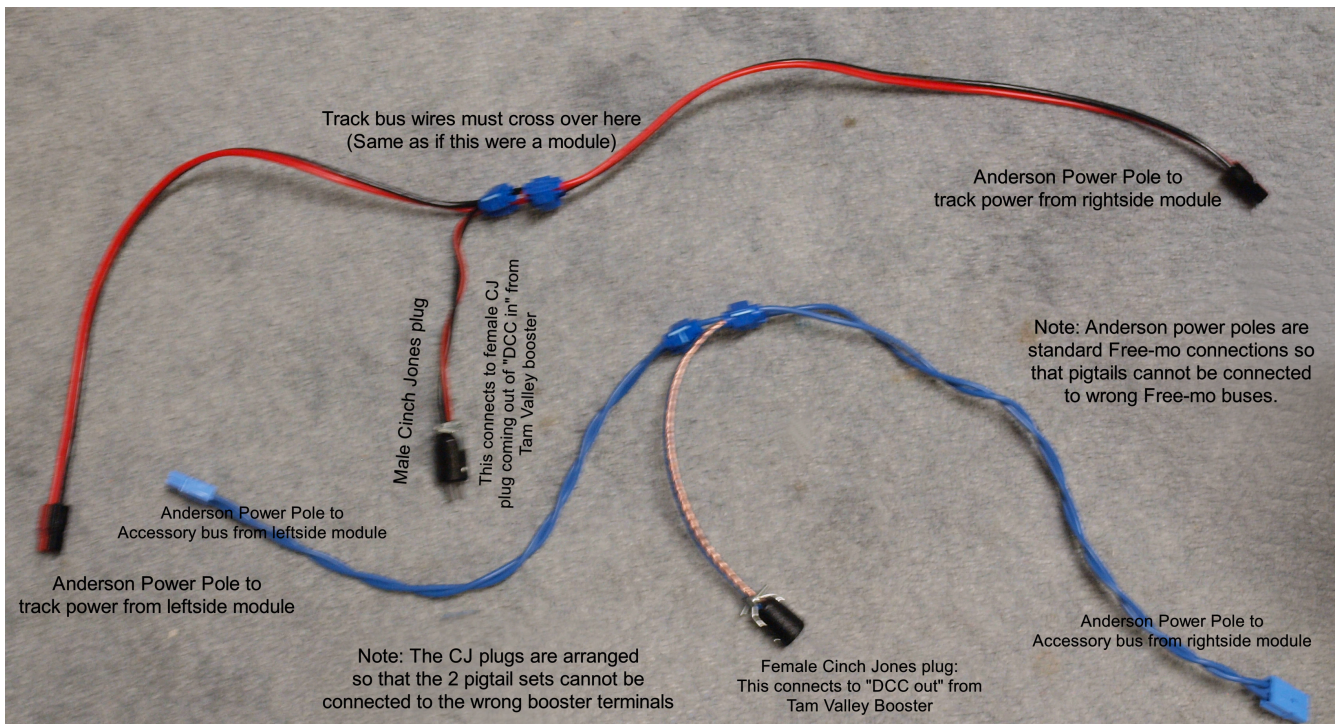 Track bus wires must cross over here
(Same as if this were a module)
Anderson Power Pole to
track power from rightside module
Male Cinch Jones plug
This connects to female CJ
plug coming out of "DCC in" from
Tam Valley booster
Note: Anderson power poles are
standard Free-mo connections so
that pigtails cannot be connected
to wrong Free-mo buses.
Anderson Power Pole to
Accessory bus from leftside module
Anderson Power Pole to
track power from leftside module
Anderson Power Pole to
Accessory bus from rightside module
Note: The CJ plugs are arranged
so that the 2 pigtail sets cannot be
connected to the wrong booster terminals
Female Cinch Jones plug:
This connects to "DCC out" from
Tam Valley Booster